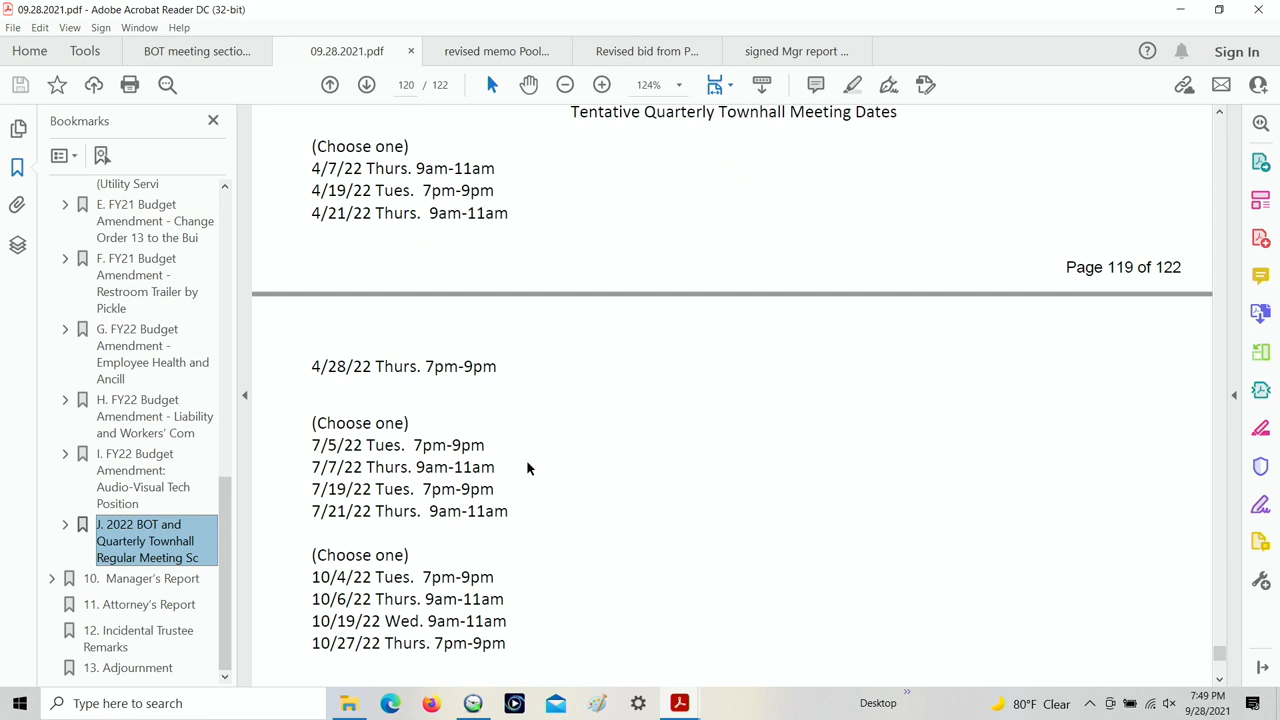 09.28.2021.pdf - Adobe Acrobat Reader DC (32-bit)
File Edit View Sign Window Help
Home Tools BOT meeting sectio... 09.28.2021.pdf × revised memo Pool... Revised bid from P... signed Mgr report ... Sign In
120 / 122 124%
Bookmarks
(Utility Servi
E. FY21 Budget
Amendment - Change
Order 13 to the Bui
F. FY21 Budget
Amendment -
Restroom Trailer by
Pickle
G. FY22 Budget
Amendment -
Employee Health and
Ancill
H. FY22 Budget
Amendment - Liability
and Workers' Com
I. FY22 Budget
Amendment:
Audio-Visual Tech
Position
J. 2022 BOT and
Quarterly Townhall
Regular Meeting Sc
10. Manager's Report
11. Attorney's Report
12. Incidental Trustee
Remarks
13. Adjournment
Tentative Quarterly Townhall Meeting Dates
(Choose one)
4/7/22 Thurs. 9am-11am
4/19/22 Tues. 7pm-9pm
4/21/22 Thurs. 9am-11am
Page 119 of 122
4/28/22 Thurs. 7pm-9pm
(Choose one)
7/5/22 Tues. 7pm-9pm
7/7/22 Thurs. 9am-11am
7/19/22 Tues. 7pm-9pm
7/21/22 Thurs. 9am-11am
(Choose one)
10/4/22 Tues. 7pm-9pm
10/6/22 Thurs. 9am-11am
10/19/22 Wed. 9am-11am
10/27/22 Thurs. 7pm-9pm
Type here to search
Desktop
80°F Clear
7:49 PM
9/28/2021